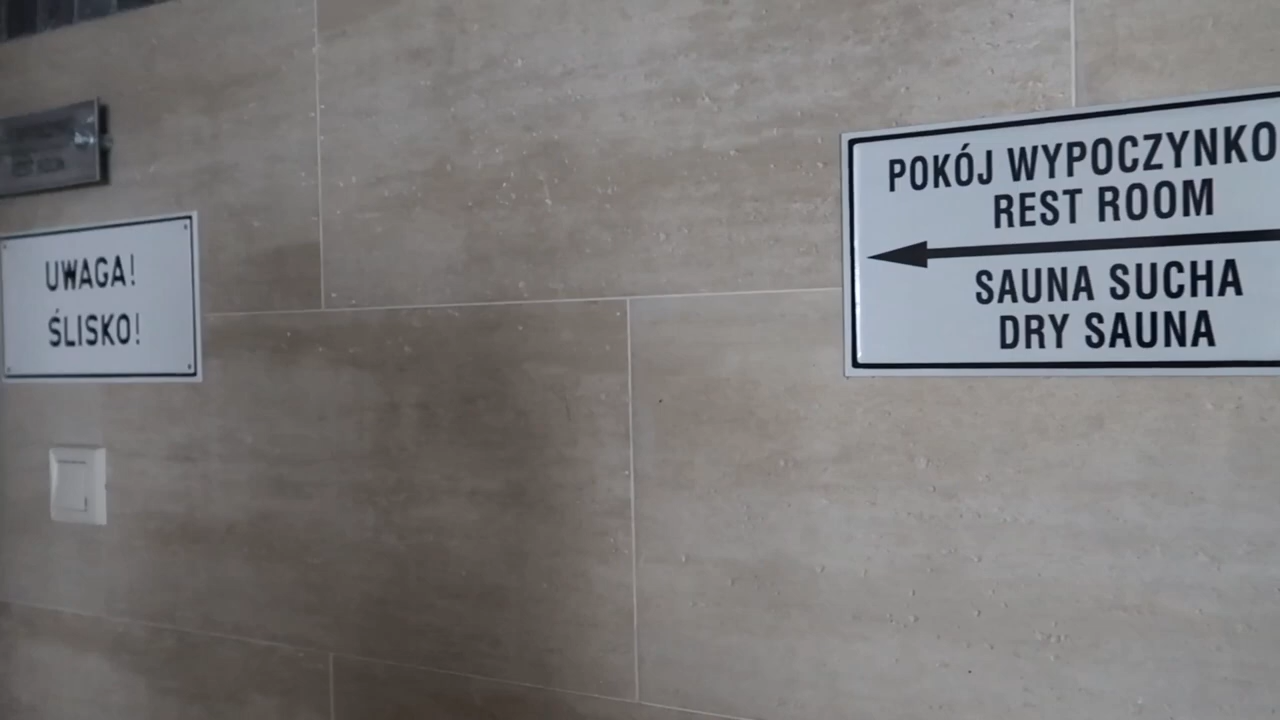 UWAGA!
ŚLISKO!
POKÓJ WYPOCZYNKO
REST ROOM
SAUNA SUCHA
DRY SAUNA